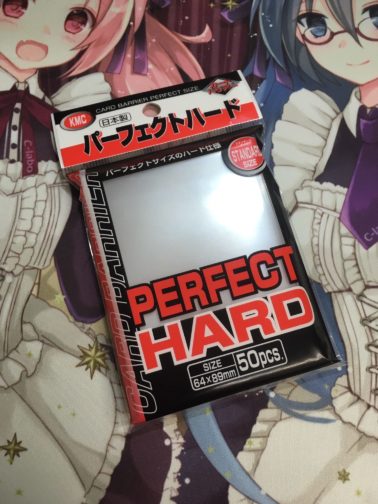 KMC
CARD BARRIER PERFECT SIZE
日本製
パーフェクトハード
パーフェクトサイズのハード仕様
STANDARD
SIZE
PERFECT
HARD
SIZE
64×89mm
50pcs.
C-labo
C-labo